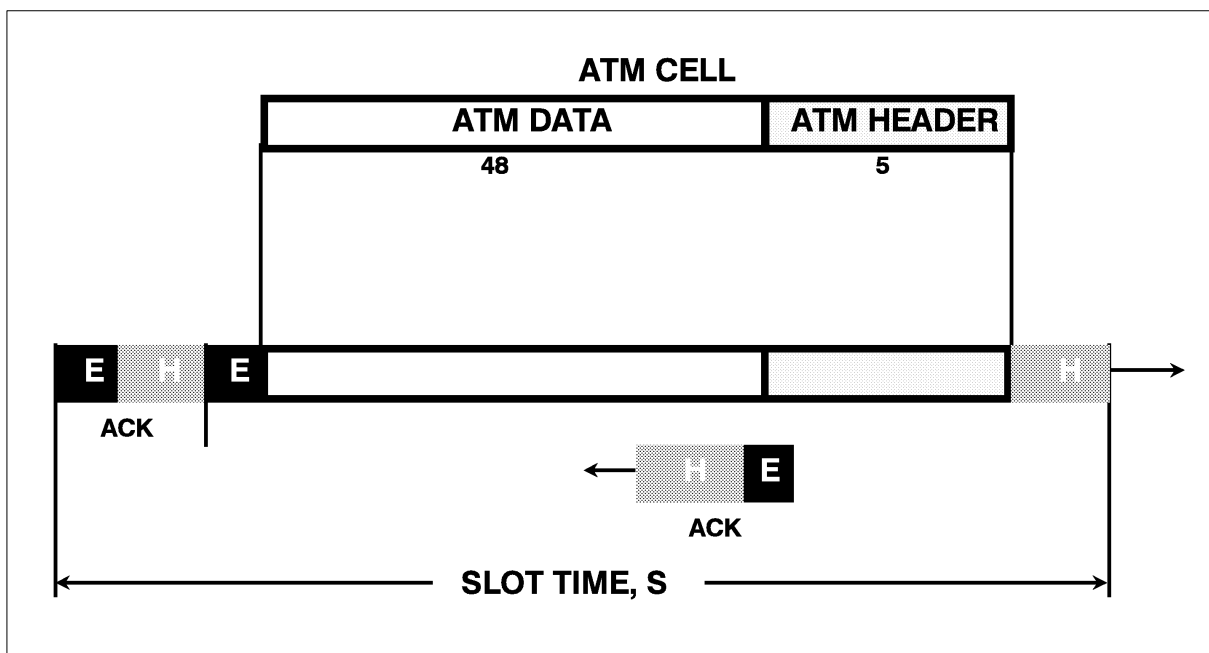 ATM CELL
ATM DATA ATM HEADER
48 5
E H E H
ACK
H E
ACK
SLOT TIME, S